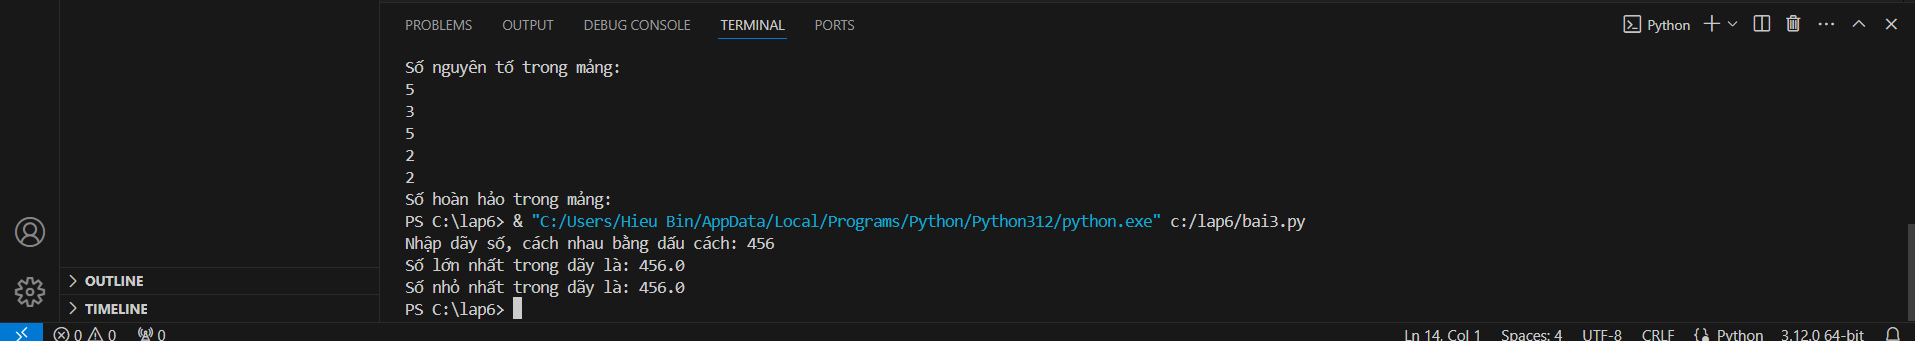 PROBLEMS OUTPUT DEBUG CONSOLE TERMINAL PORTS Python
Số nguyên tố trong mảng:
5
3
5
2
2
Số hoàn hảo trong mảng:
PS C:\lap6> & "C:/Users/Hieu Bin/AppData/Local/Programs/Python/Python312/python.exe" c:/lap6/bai3.py
Nhập dãy số, cách nhau bằng dấu cách: 456
Số lớn nhất trong dãy là: 456.0
Số nhỏ nhất trong dãy là: 456.0
PS C:\lap6>
OUTLINE
TIMELINE
0 0 0 Ln 14, Col 1 Spaces: 4 UTF-8 CRLF Python 3.12.0 64-bit